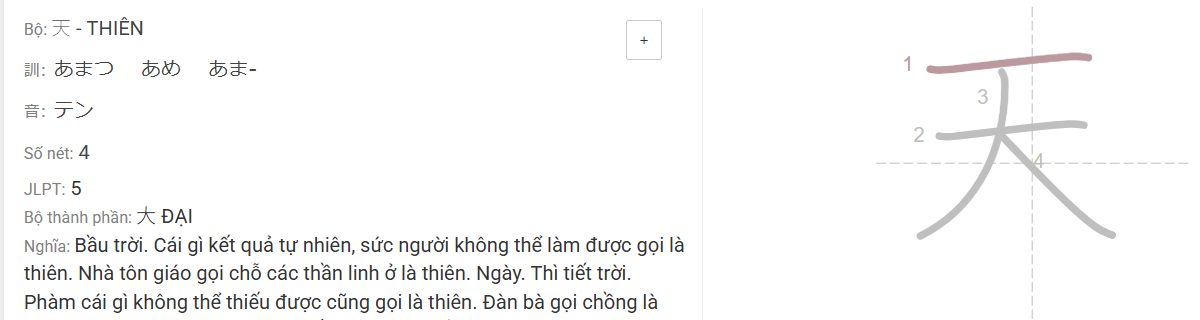 Bộ: 天 - THIÊN
+
訓: あまつ あめ あま-
音: テン
Số nét: 4
JLPT: 5
Bộ thành phần: 大 ĐẠI
Nghĩa: Bầu trời. Cái gì kết quả tự nhiên, sức người không thể làm được gọi là
thiên. Nhà tôn giáo gọi chỗ các thần linh ở là thiên. Ngày. Thì tiết trời.
Phàm cái gì không thể thiếu được cũng gọi là thiên. Đàn bà gọi chồng là
天
1
3
2
4